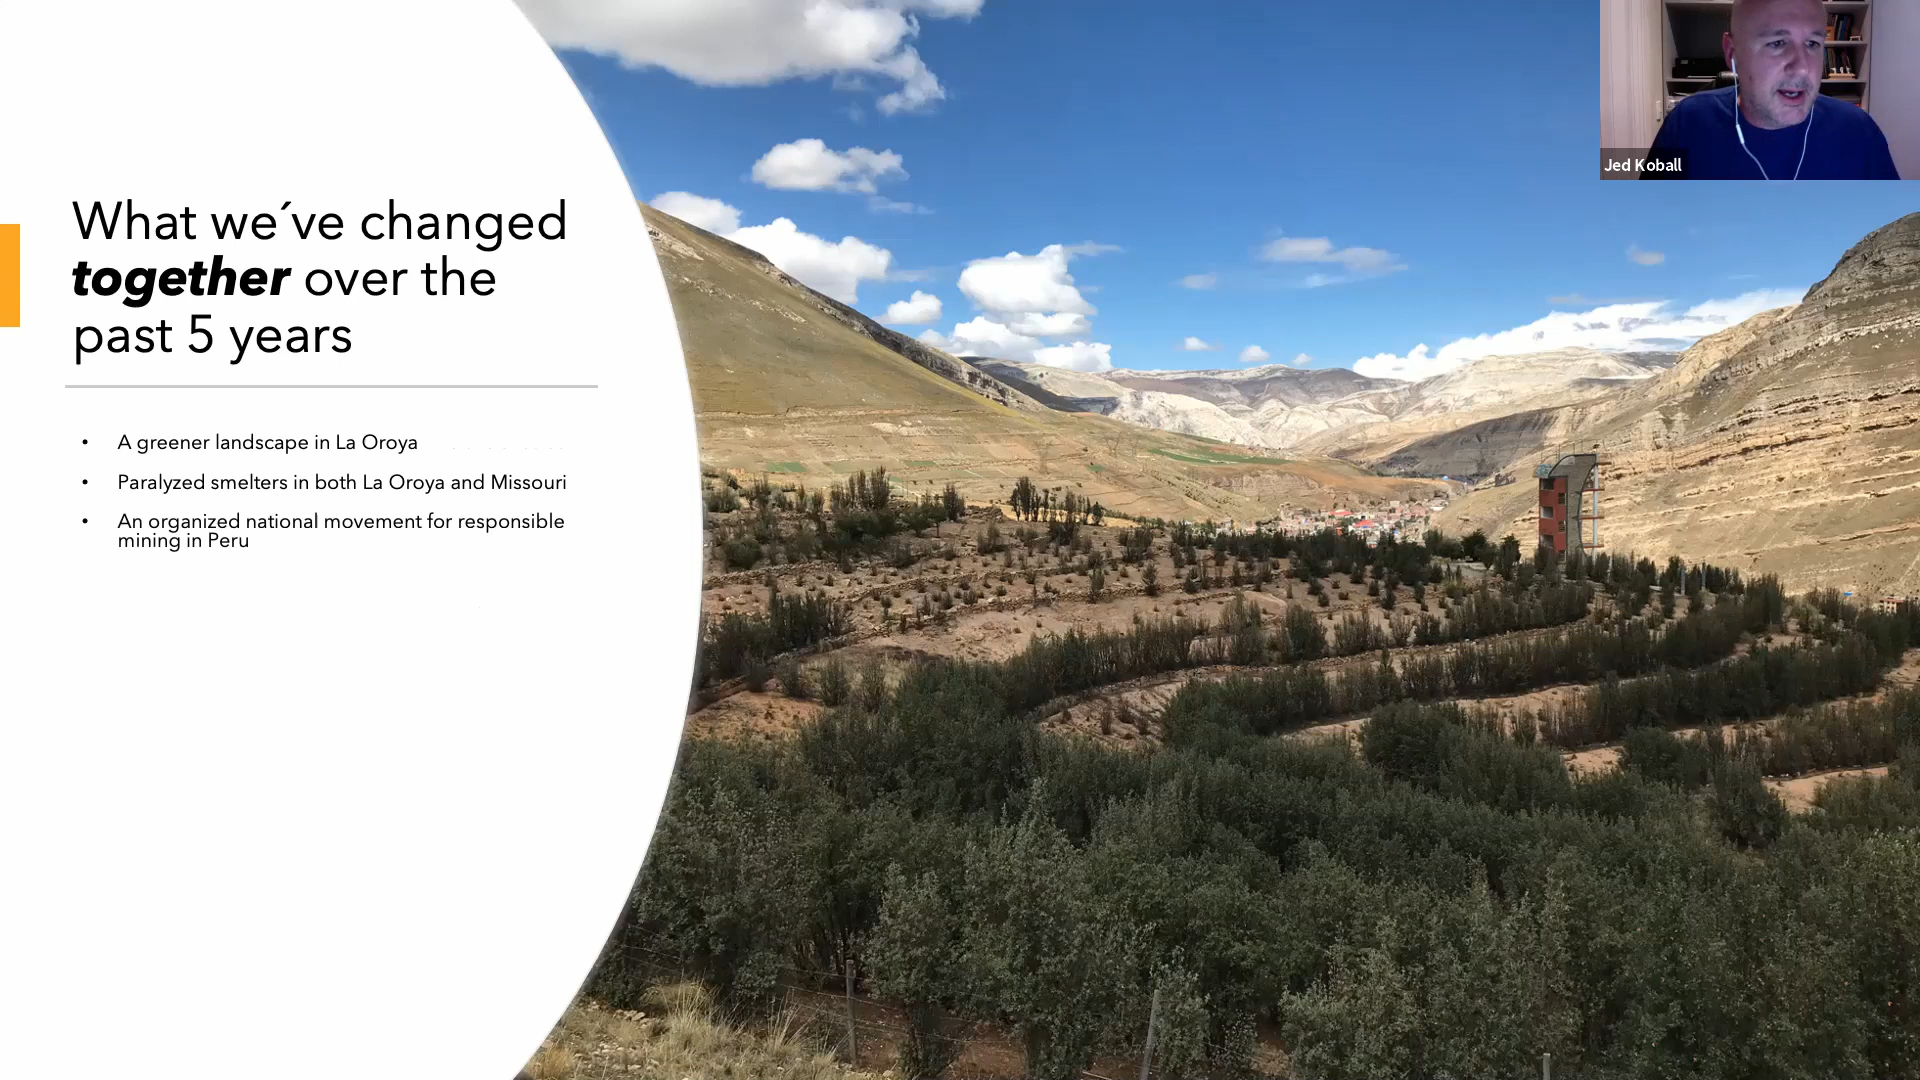 What we´ve changed
together over the
past 5 years
• A greener landscape in La Oroya
• Paralyzed smelters in both La Oroya and Missouri
• An organized national movement for responsible
mining in Peru
Jed Koball